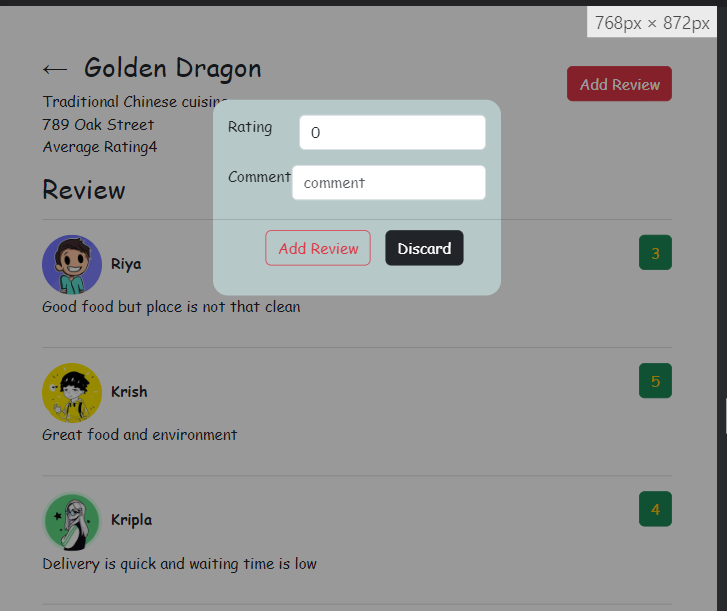 768px × 872px
← Golden Dragon
Add Review
Traditional Chinese cuisine
789 Oak Street
Average Rating4
Rating
0
Comment
comment
Review
Add Review
Discard
Riya
3
Good food but place is not that clean
Krish
5
Great food and environment
Kripla
4
Delivery is quick and waiting time is low